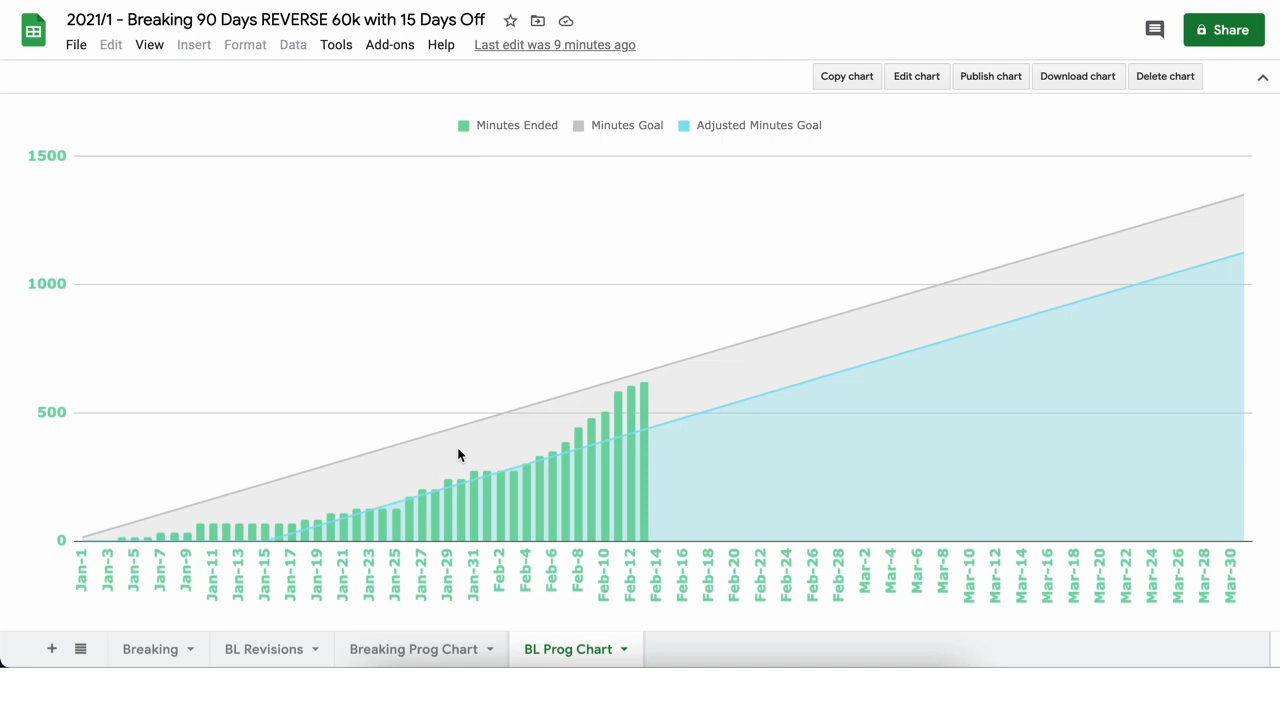 2021/1 - Breaking 90 Days REVERSE 60k with 15 Days Off
File Edit View Insert Format Data Tools Add-ons Help Last edit was 9 minutes ago
Share
Copy chart Edit chart Publish chart Download chart Delete chart
Minutes Ended Minutes Goal Adjusted Minutes Goal
1500
1000
500
0
Jan-1 Jan-3 Jan-5 Jan-7 Jan-9 Jan-11 Jan-13 Jan-15 Jan-17 Jan-19 Jan-21 Jan-23 Jan-25 Jan-27 Jan-29 Jan-31 Feb-2 Feb-4 Feb-6 Feb-8 Feb-10 Feb-12 Feb-14 Feb-16 Feb-18 Feb-20 Feb-22 Feb-24 Feb-26 Feb-28 Mar-2 Mar-4 Mar-6 Mar-8 Mar-10 Mar-12 Mar-14 Mar-16 Mar-18 Mar-20 Mar-22 Mar-24 Mar-26 Mar-28 Mar-30
Breaking BL Revisions Breaking Prog Chart BL Prog Chart